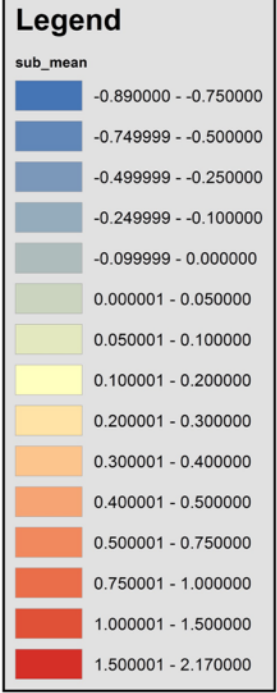 Legend
sub_mean
-0.890000 - -0.750000
-0.749999 - -0.500000
-0.499999 - -0.250000
-0.249999 - -0.100000
-0.099999 - 0.000000
0.000001 - 0.050000
0.050001 - 0.100000
0.100001 - 0.200000
0.200001 - 0.300000
0.300001 - 0.400000
0.400001 - 0.500000
0.500001 - 0.750000
0.750001 - 1.000000
1.000001 - 1.500000
1.500001 - 2.170000